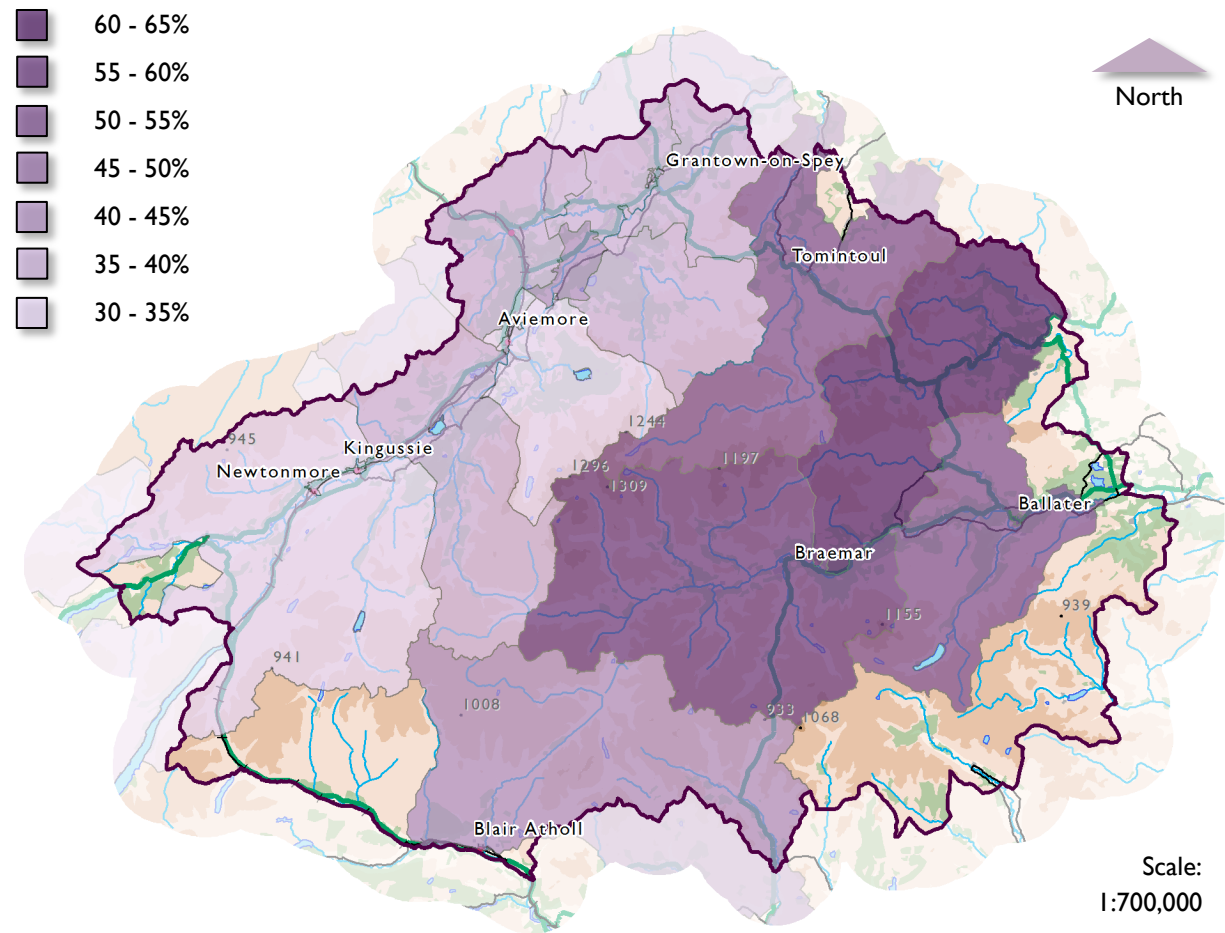 60 - 65%
55 - 60%
50 - 55%
45 - 50%
40 - 45%
35 - 40%
30 - 35%
North
Grantown-on-Spey
Tomintoul
Aviemore
1244
945
Kingussie
1197
Newtonmore
1296
1309
Ballater
Braemar
939
1155
941
1008
933
1068
Blair Atholl
Scale:
1:700,000